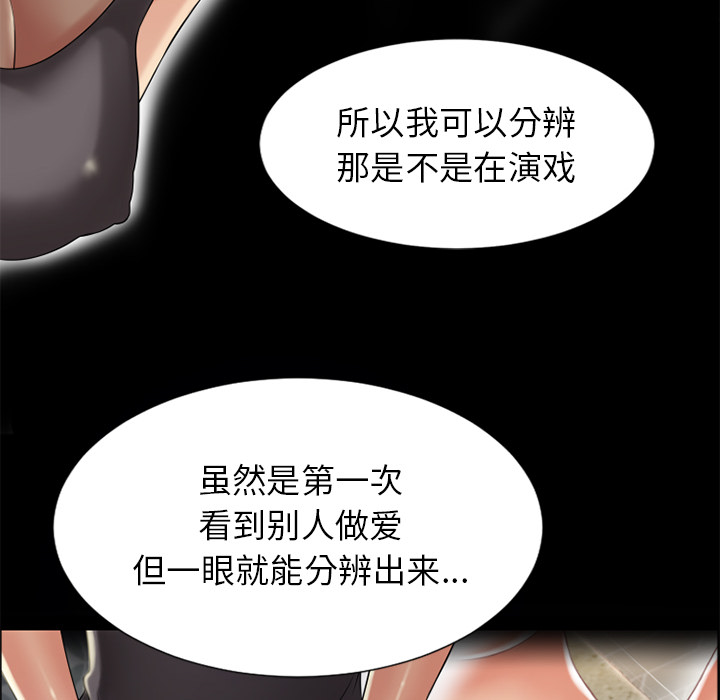 所以我可以分辨
那是不是在演戏
虽然是第一次
看到别人做爱
但一眼就能分辨出来...